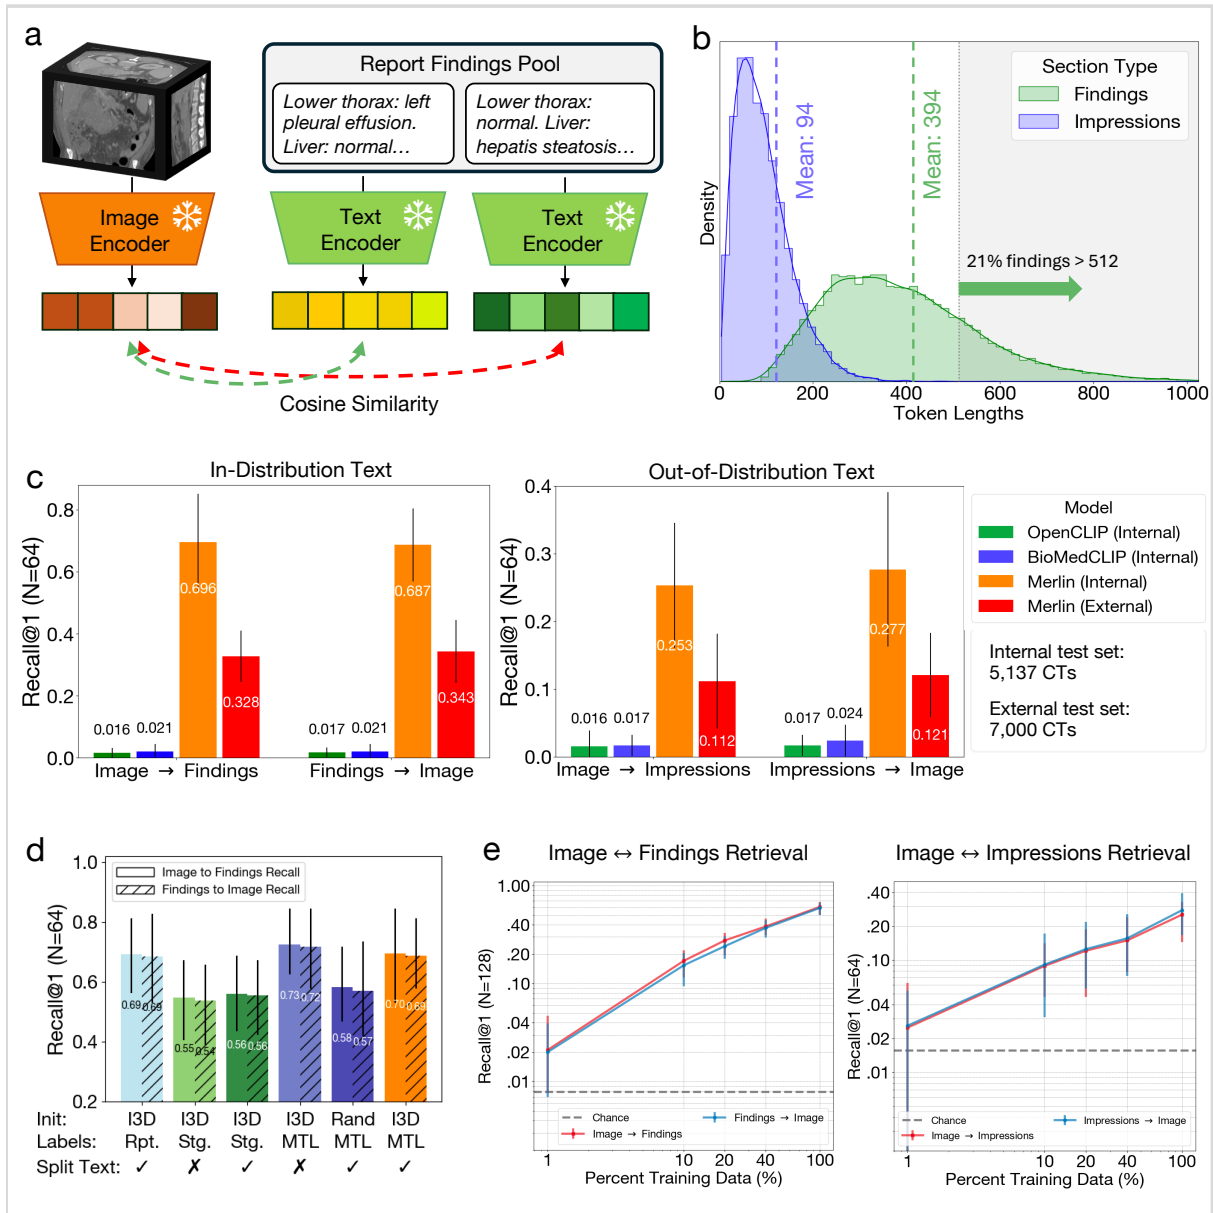 a
Report Findings Pool
Lower thorax: left
pleural effusion.
Liver: normal...
Lower thorax:
normal. Liver:
hepatis steatosis...
Image
Encoder
Text
Encoder
Text
Encoder
Cosine Similarity
b
Section Type
Findings
Impressions
Mean: 94
Mean: 394
21% findings > 512
Density
0 200 400 600 800 1000
Token Lengths
c
In-Distribution Text
Recall@1 (N=64)
0.8
0.6
0.4
0.2
0.0
0.016 0.021 0.696 0.328
0.017 0.021 0.687 0.343
Image → Findings
Findings → Image
Out-of-Distribution Text
Recall@1 (N=64)
0.4
0.3
0.2
0.1
0.0
0.016 0.017 0.253 0.112
0.017 0.024 0.277 0.121
Image → Impressions
Impressions → Image
Model
OpenCLIP (Internal)
BioMedCLIP (Internal)
Merlin (Internal)
Merlin (External)
Internal test set:
5,137 CTs
External test set:
7,000 CTs
d
Image to Findings Recall
Findings to Image Recall
Recall@1 (N=64)
1.0
0.8
0.6
0.4
0.2
0.69 0.69 0.55 0.54 0.56 0.56 0.73 0.72 0.58 0.57 0.70 0.69
Init: I3D I3D I3D I3D Rand I3D
Labels: Rpt. Stg. Stg. MTL MTL MTL
Split Text: ✓ ✗ ✓ ✗ ✓ ✓
e
Image ↔ Findings Retrieval
Recall@1 (N=128)
1.00
.40
.20
.10
.04
.02
.01
Chance
Image → Findings
Findings → Image
1 10 20 40 100
Percent Training Data (%)
Image ↔ Impressions Retrieval
Recall@1 (N=64)
.40
.20
.10
.04
.02
.01
Chance
Image → Impressions
Impressions → Image
1 10 20 40 100
Percent Training Data (%)